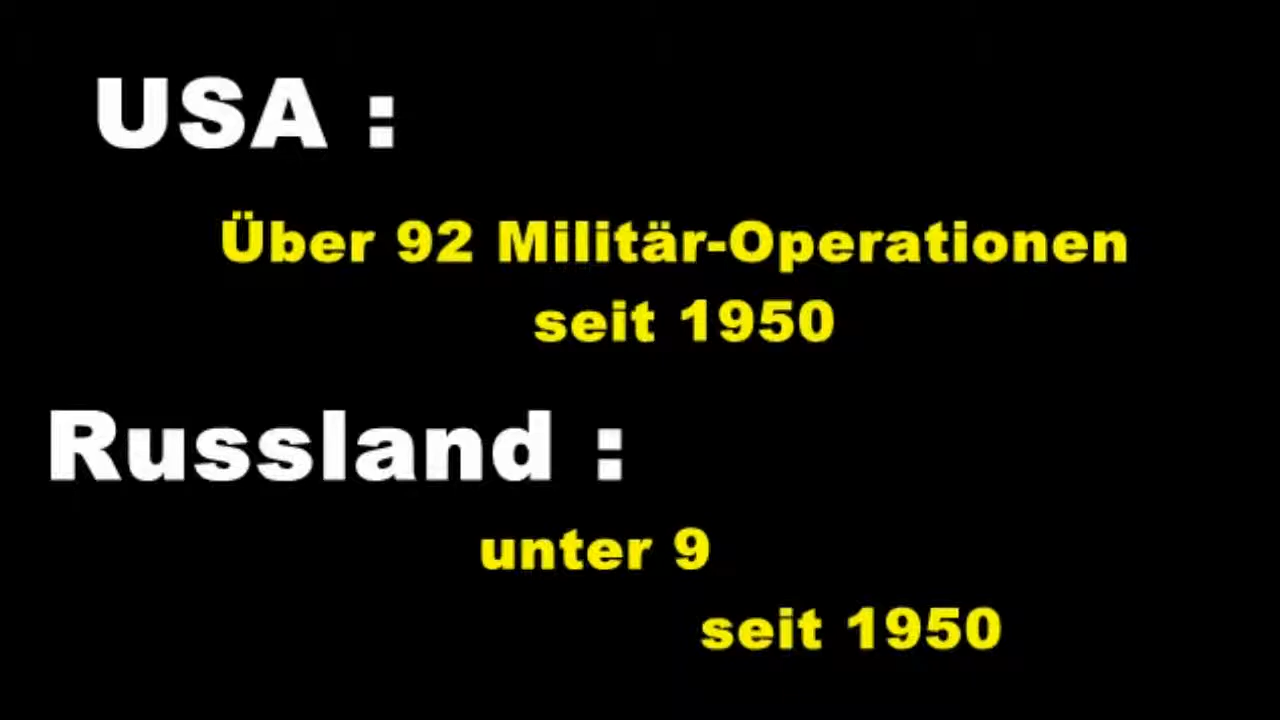 USA :
Über 92 Militär-Operationen
seit 1950
Russland :
unter 9
seit 1950